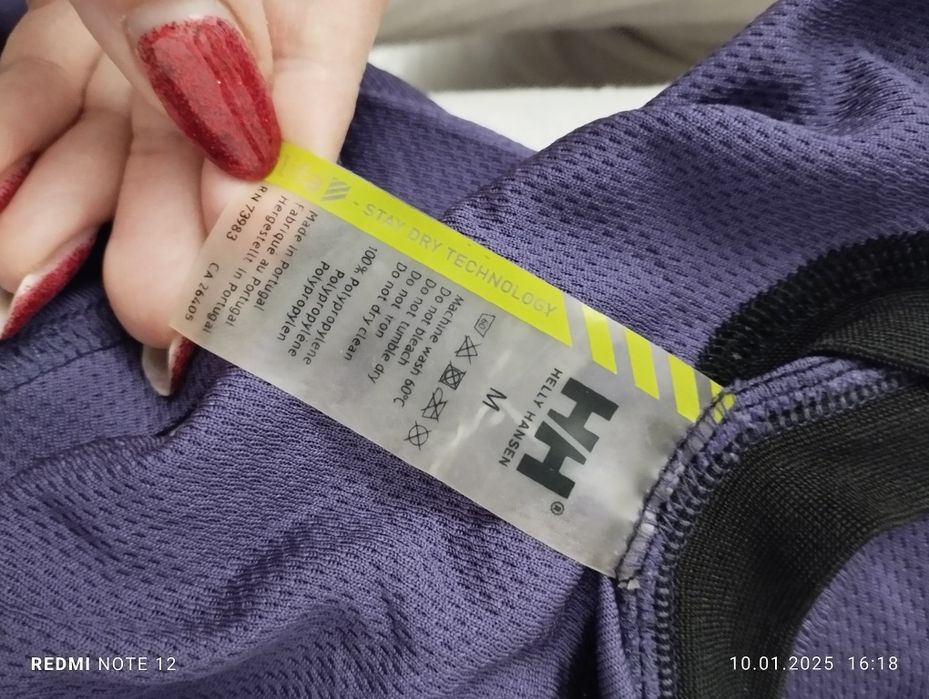 HH®
HELLY HANSEN
M
- STAY DRY TECHNOLOGY
60
Machine wash 60°C
Do not bleach
Do not tumble dry
Do not iron
Do not dry clean
100% Polypropylene
Polypropylene
Polypropylen
Made in Portugal
Fabrique au Portugal
Hergestellt in Portugal
RN 73983 CA 26405
REDMI NOTE 12
10.01.2025 16:18